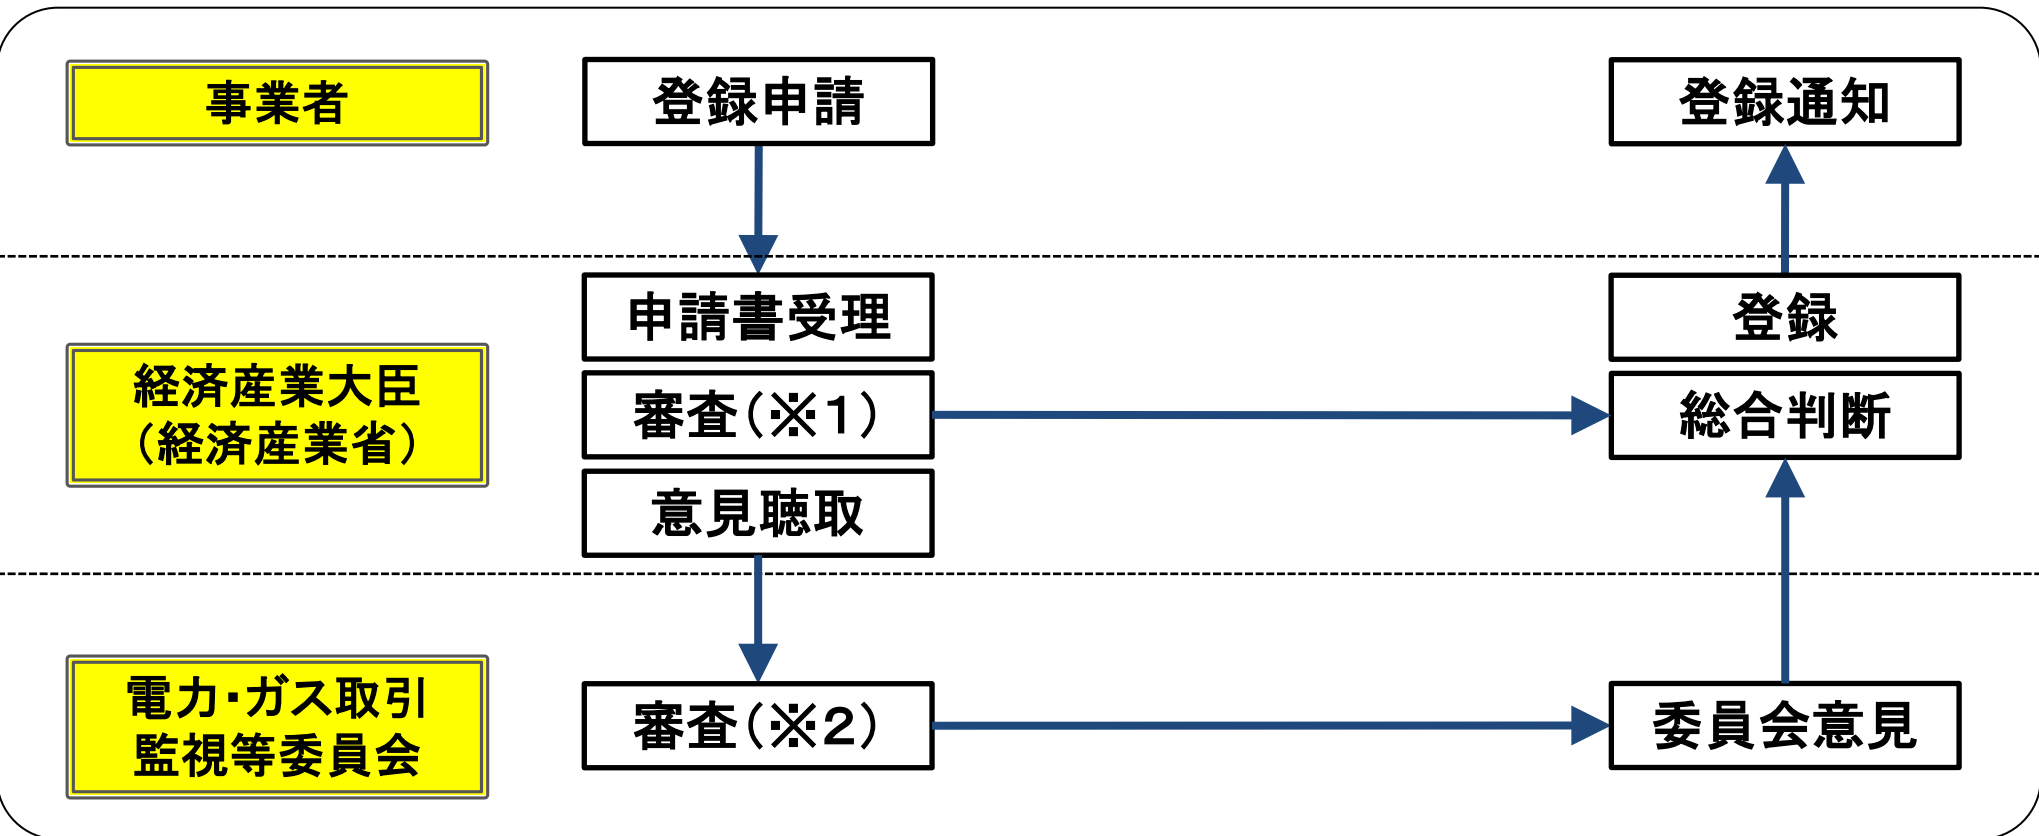 事業者
登録申請
登録通知
経済産業大臣
（経済産業省）
申請書受理
審査（※１）
意見聴取
登録
総合判断
電力・ガス取引
監視等委員会
審査（※２）
委員会意見